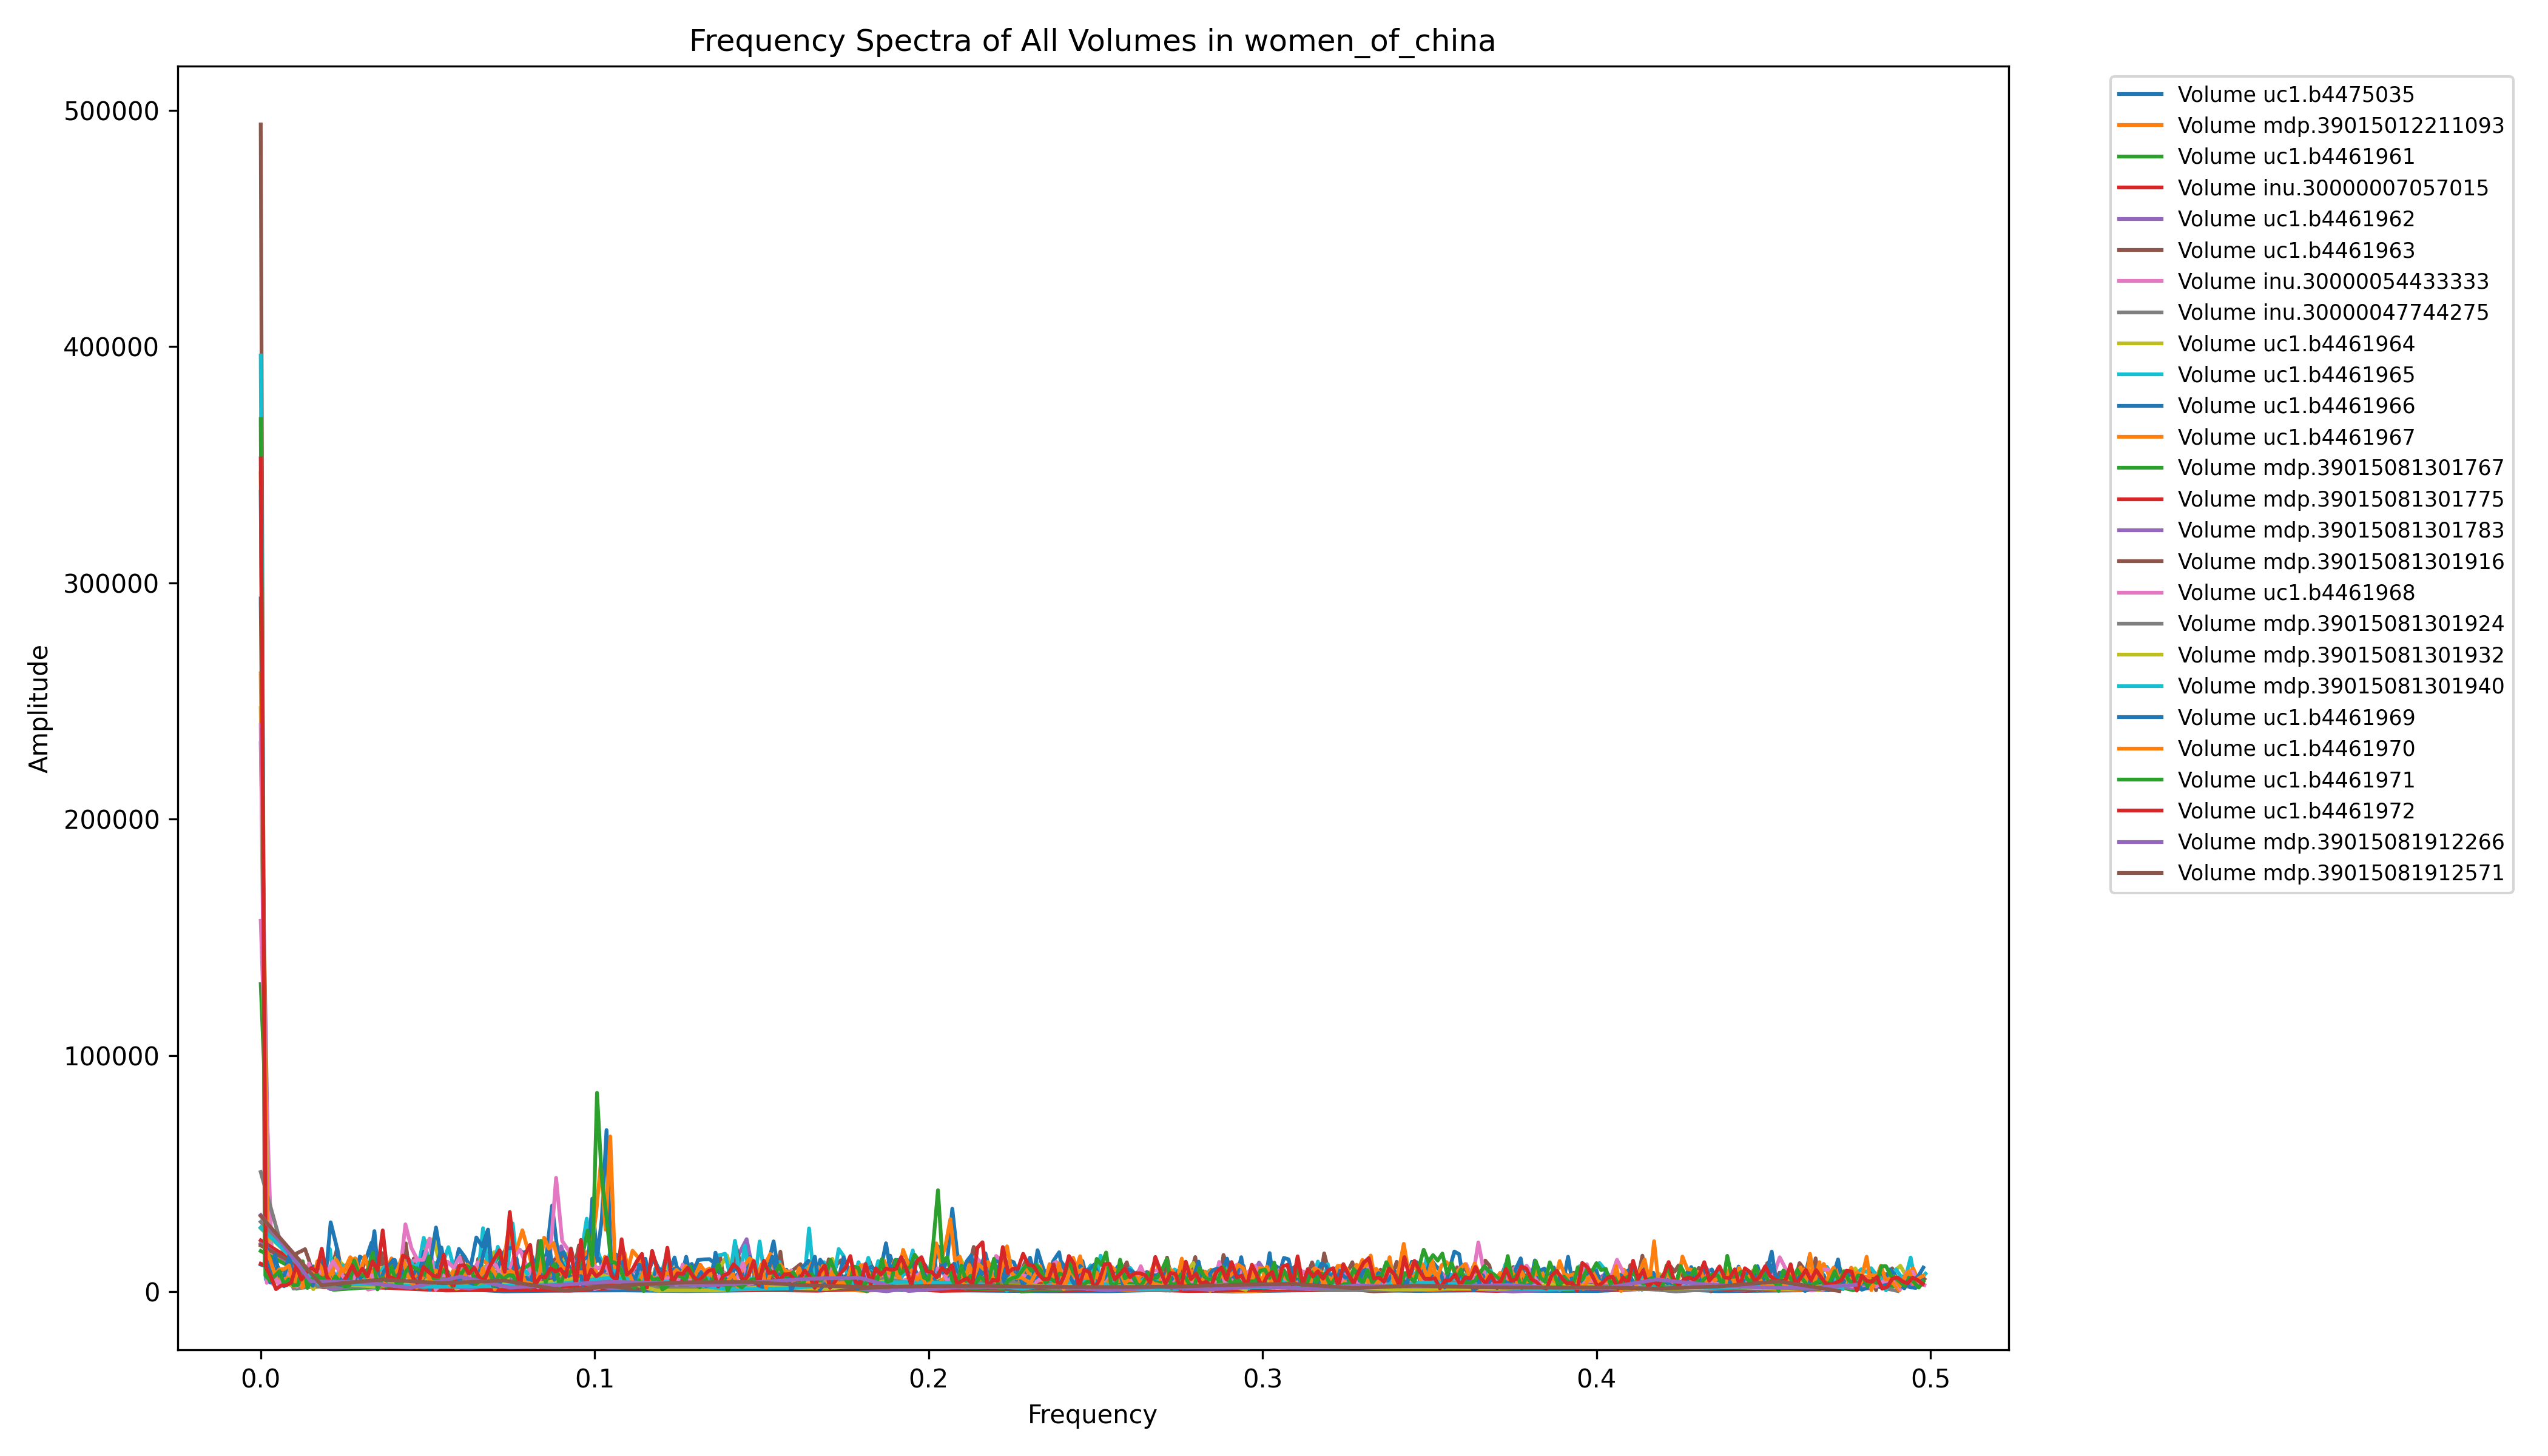 Frequency Spectra of All Volumes in women_of_china
500000
400000
300000
200000
100000
0
Amplitude
0.0 0.1 0.2 0.3 0.4 0.5
Frequency
Volume uc1.b4475035
Volume mdp.39015012211093
Volume uc1.b4461961
Volume inu.30000007057015
Volume uc1.b4461962
Volume uc1.b4461963
Volume inu.30000054433333
Volume inu.30000047744275
Volume uc1.b4461964
Volume uc1.b4461965
Volume uc1.b4461966
Volume uc1.b4461967
Volume mdp.39015081301767
Volume mdp.39015081301775
Volume mdp.39015081301783
Volume mdp.39015081301916
Volume uc1.b4461968
Volume mdp.39015081301924
Volume mdp.39015081301932
Volume mdp.39015081301940
Volume uc1.b4461969
Volume uc1.b4461970
Volume uc1.b4461971
Volume uc1.b4461972
Volume mdp.39015081912266
Volume mdp.39015081912571